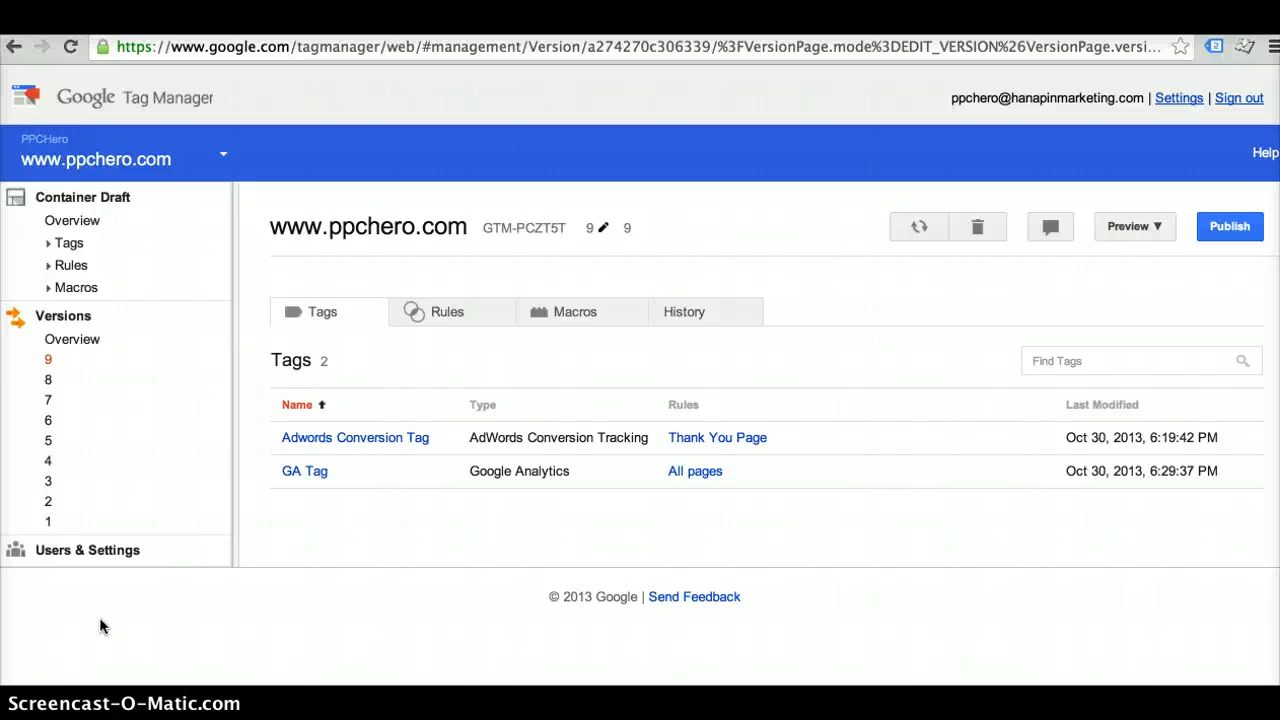 https://www.google.com/tagmanager/web/#management/Version/a274270c306339/%3FVersionPage.mode%3DEDIT_VERSION%26VersionPage.versi...
2
Google Tag Manager
ppchero@hanapinmarketing.com | Settings | Sign out
PPCHero
www.ppchero.com
Help
Container Draft
Overview
Tags
Rules
Macros
Versions
Overview
9
8
7
6
5
4
3
2
1
Users & Settings
www.ppchero.com GTM-PCZT5T 9 9
Preview ▼
Publish
Tags Rules Macros History
Tags 2
Find Tags
Name Type Rules Last Modified
Adwords Conversion Tag AdWords Conversion Tracking Thank You Page Oct 30, 2013, 6:19:42 PM
GA Tag Google Analytics All pages Oct 30, 2013, 6:29:37 PM
© 2013 Google | Send Feedback
Screencast-O-Matic.com